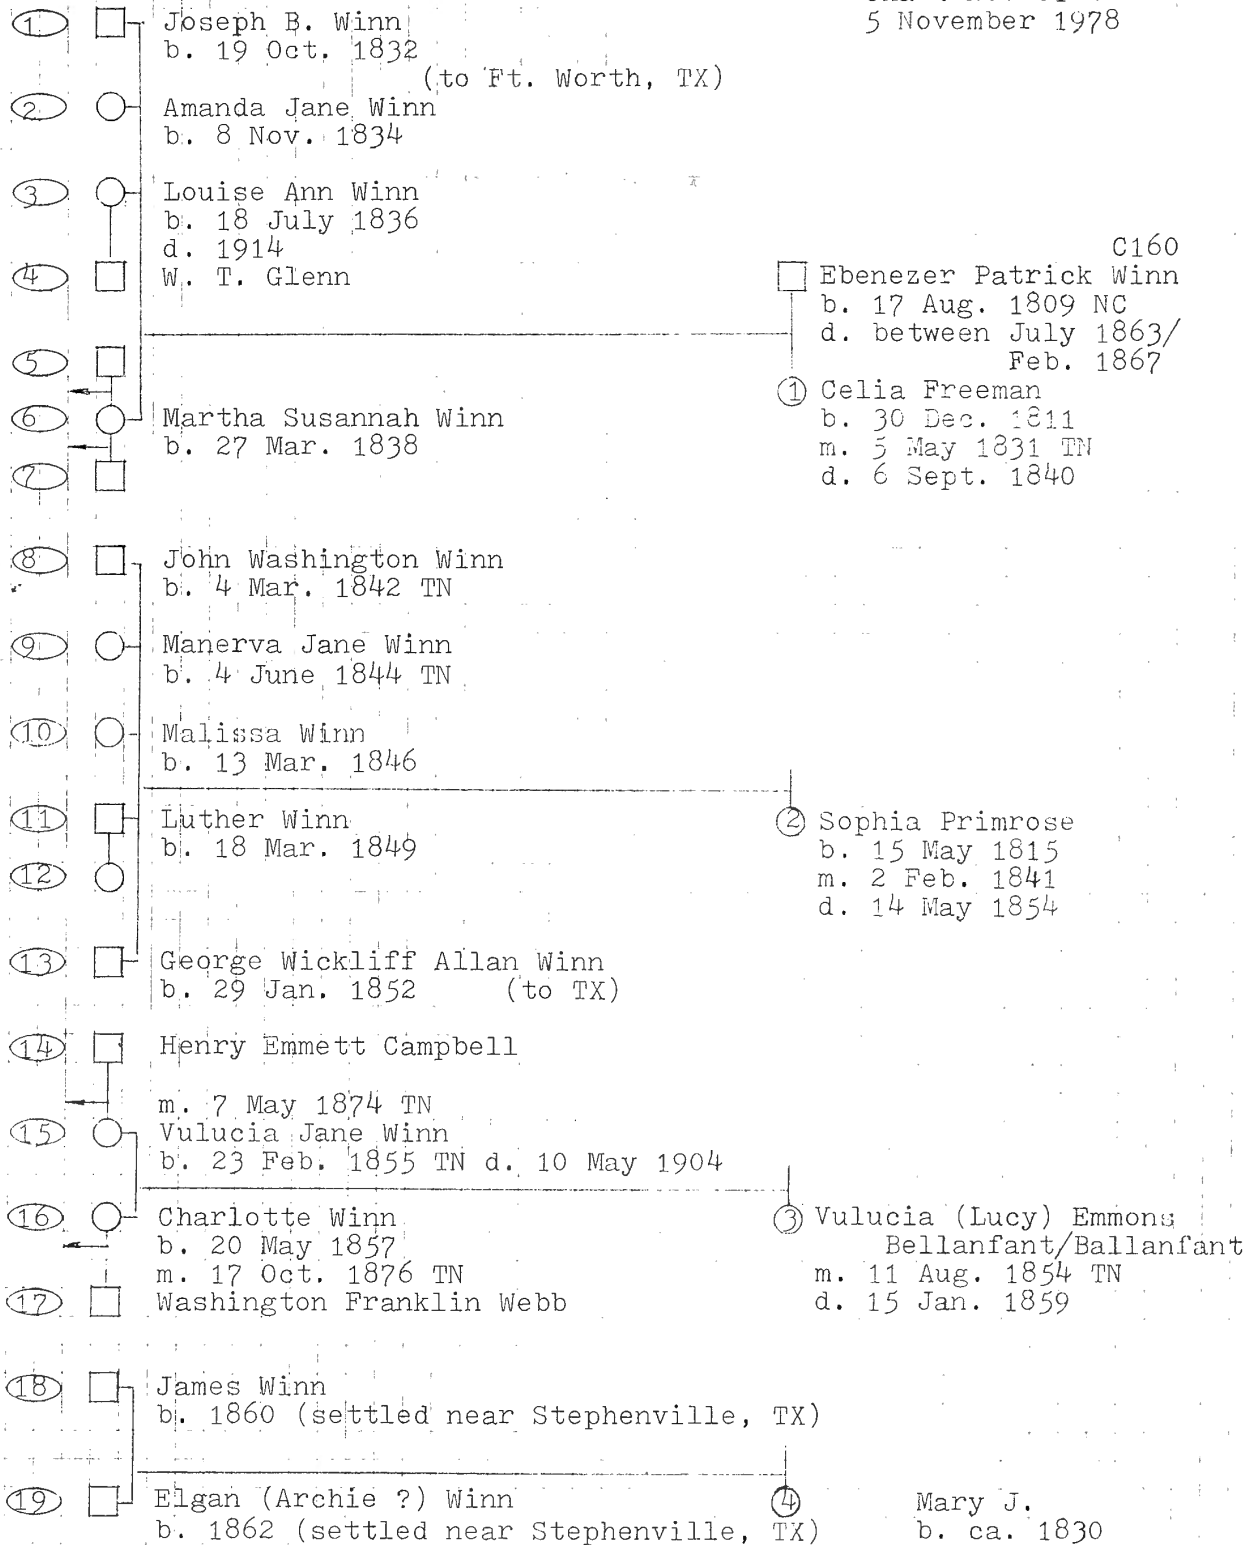 5 November 1978
1 Joseph B. Winn
b. 19 Oct. 1832
(to Ft. Worth, TX)
2 Amanda Jane Winn
b. 8 Nov. 1834
3 Louise Ann Winn
b. 18 July 1836
d. 1914
4 W. T. Glenn
C160
Ebenezer Patrick Winn
b. 17 Aug. 1809 NC
d. between July 1863/
Feb. 1867
5
6 Martha Susannah Winn
b. 27 Mar. 1838
7
1 Celia Freeman
b. 30 Dec. 1811
m. 5 May 1831 TN
d. 6 Sept. 1840
8 John Washington Winn
b. 4 Mar. 1842 TN
9 Manerva Jane Winn
b. 4 June 1844 TN
10 Malissa Winn
b. 13 Mar. 1846
11 Luther Winn
b. 18 Mar. 1849
12
2 Sophia Primrose
b. 15 May 1815
m. 2 Feb. 1841
d. 14 May 1854
13 George Wickliff Allan Winn
b. 29 Jan. 1852 (to TX)
14 Henry Emmett Campbell
m. 7 May 1874 TN
15 Vulucia Jane Winn
b. 23 Feb. 1855 TN d. 10 May 1904
16 Charlotte Winn
b. 20 May 1857
m. 17 Oct. 1876 TN
17 Washington Franklin Webb
3 Vulucia (Lucy) Emmons
Bellanfant/Ballanfant
m. 11 Aug. 1854 TN
d. 15 Jan. 1859
18 James Winn
b. 1860 (settled near Stephenville, TX)
19 Elgan (Archie ?) Winn
b. 1862 (settled near Stephenville, TX)
4 Mary J.
b. ca. 1830